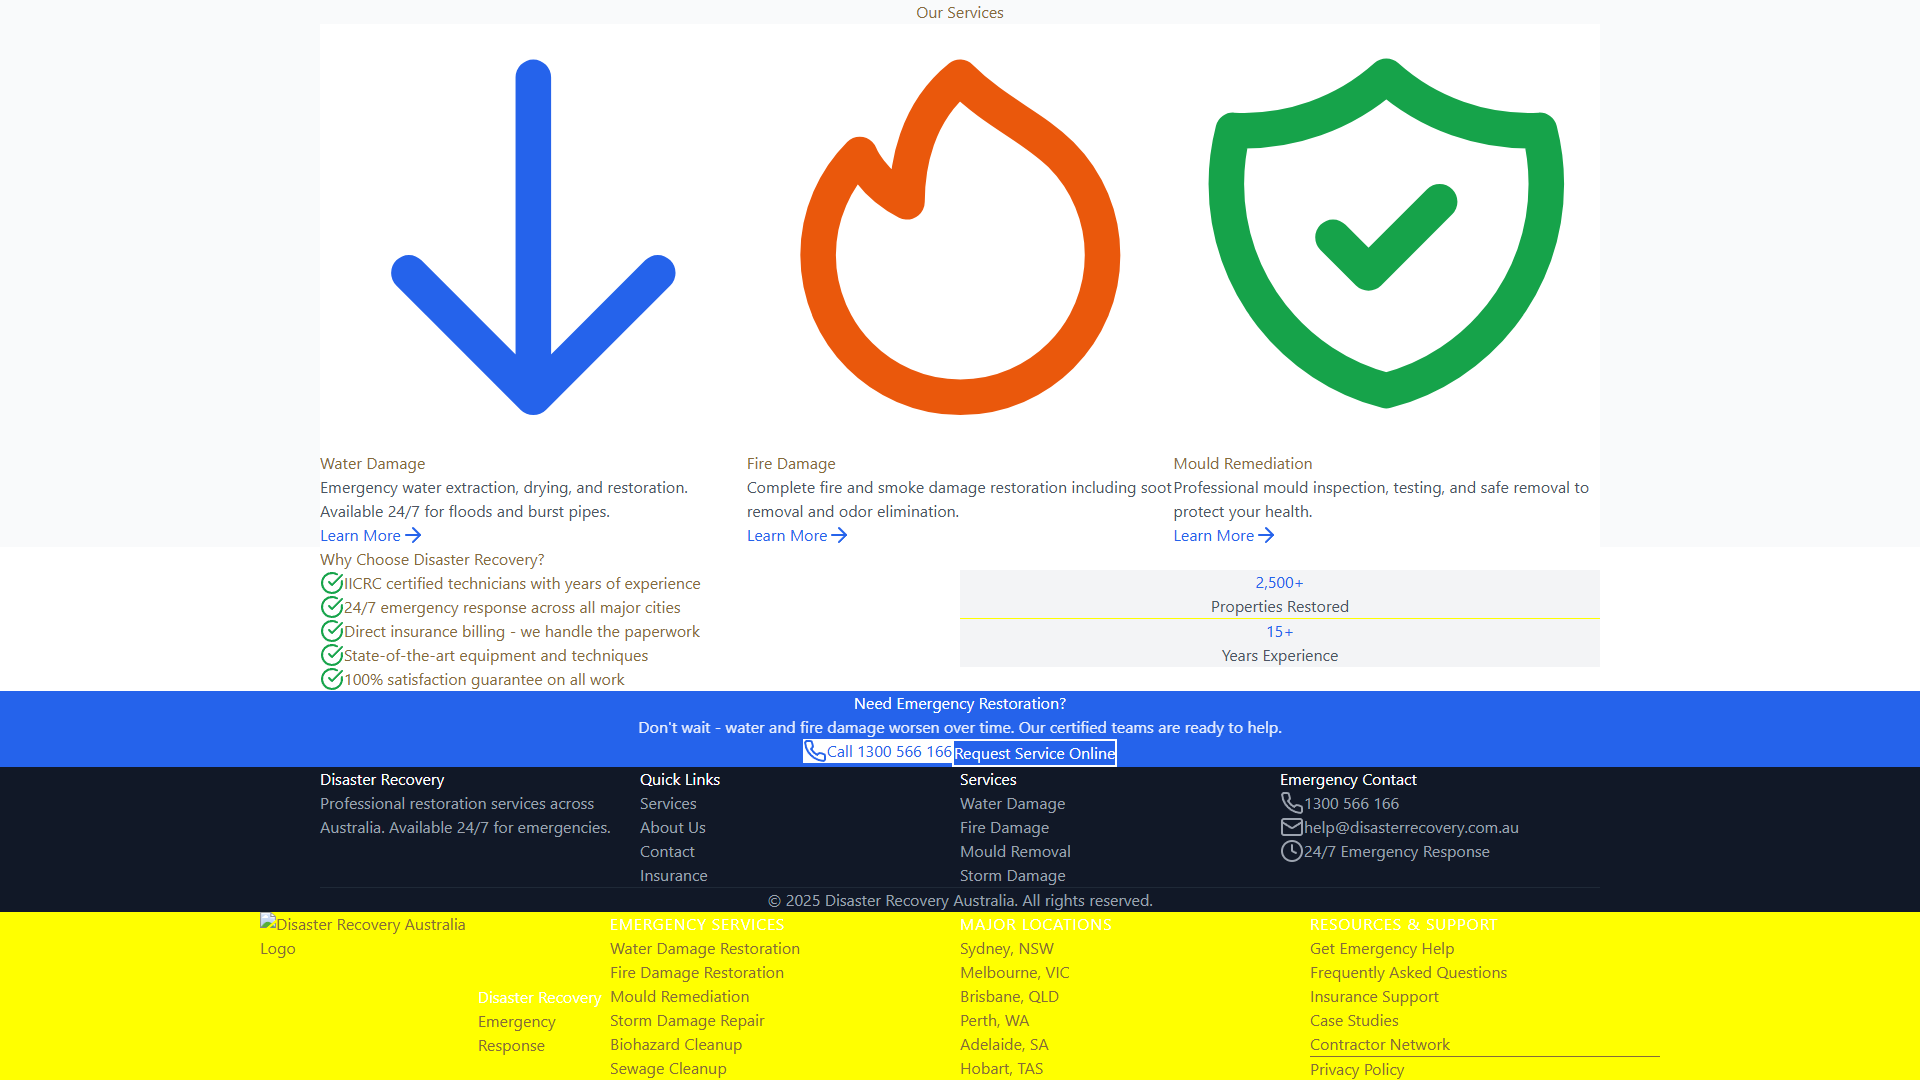 Our Services
Water Damage
Emergency water extraction, drying, and restoration.
Available 24/7 for floods and burst pipes.
Learn More
Fire Damage
Complete fire and smoke damage restoration including soot
removal and odor elimination.
Learn More
Mould Remediation
Professional mould inspection, testing, and safe removal to
protect your health.
Learn More
Why Choose Disaster Recovery?
IICRC certified technicians with years of experience
24/7 emergency response across all major cities
Direct insurance billing - we handle the paperwork
State-of-the-art equipment and techniques
100% satisfaction guarantee on all work
2,500+
Properties Restored
15+
Years Experience
Need Emergency Restoration?
Don't wait - water and fire damage worsen over time. Our certified teams are ready to help.
Call 1300 566 166
Request Service Online
Disaster Recovery
Professional restoration services across
Australia. Available 24/7 for emergencies.
Quick Links
Services
About Us
Contact
Insurance
Services
Water Damage
Fire Damage
Mould Removal
Storm Damage
Emergency Contact
1300 566 166
help@disasterrecovery.com.au
24/7 Emergency Response
© 2025 Disaster Recovery Australia. All rights reserved.
Disaster Recovery Australia
Logo
Disaster Recovery
Emergency
Response
EMERGENCY SERVICES
Water Damage Restoration
Fire Damage Restoration
Mould Remediation
Storm Damage Repair
Biohazard Cleanup
Sewage Cleanup
MAJOR LOCATIONS
Sydney, NSW
Melbourne, VIC
Brisbane, QLD
Perth, WA
Adelaide, SA
Hobart, TAS
RESOURCES & SUPPORT
Get Emergency Help
Frequently Asked Questions
Insurance Support
Case Studies
Contractor Network
Privacy Policy